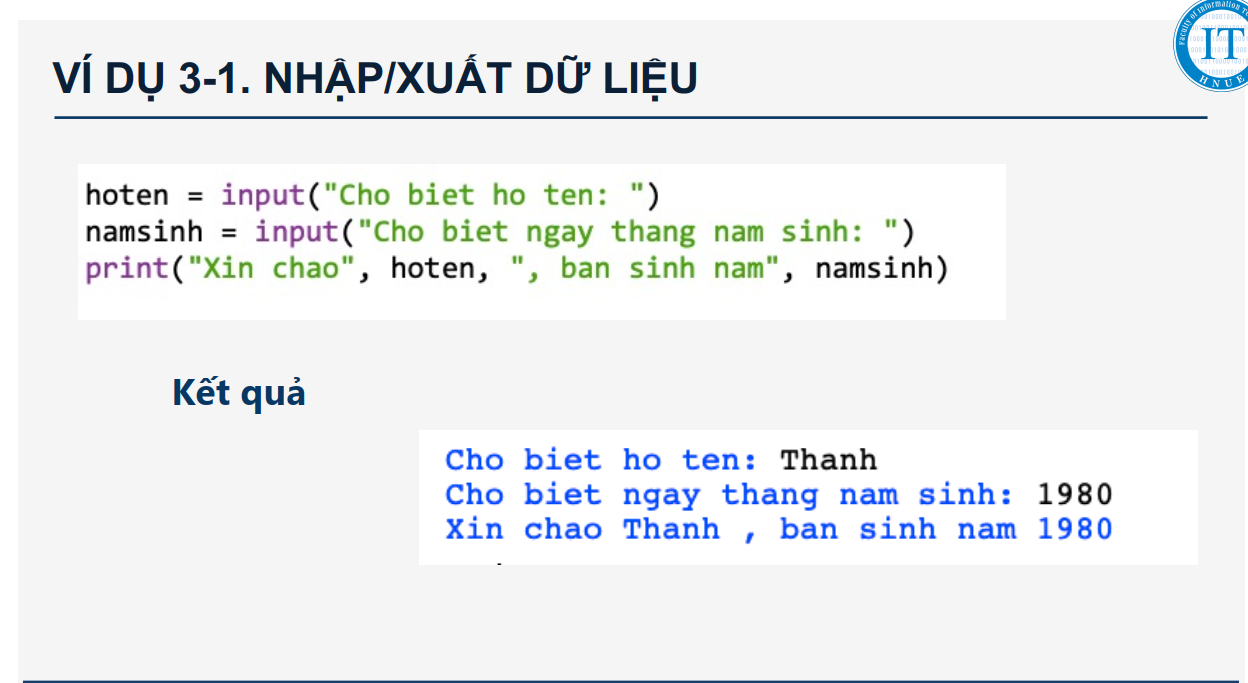 Faculty of Information
IT
HNUE
VÍ DỤ 3-1. NHẬP/XUẤT DỮ LIỆU
hoten = input("Cho biet ho ten: ")
namsinh = input("Cho biet ngay thang nam sinh: ")
print("Xin chao", hoten, ", ban sinh nam", namsinh)
Kết quả
Cho biet ho ten: Thanh
Cho biet ngay thang nam sinh: 1980
Xin chao Thanh , ban sinh nam 1980